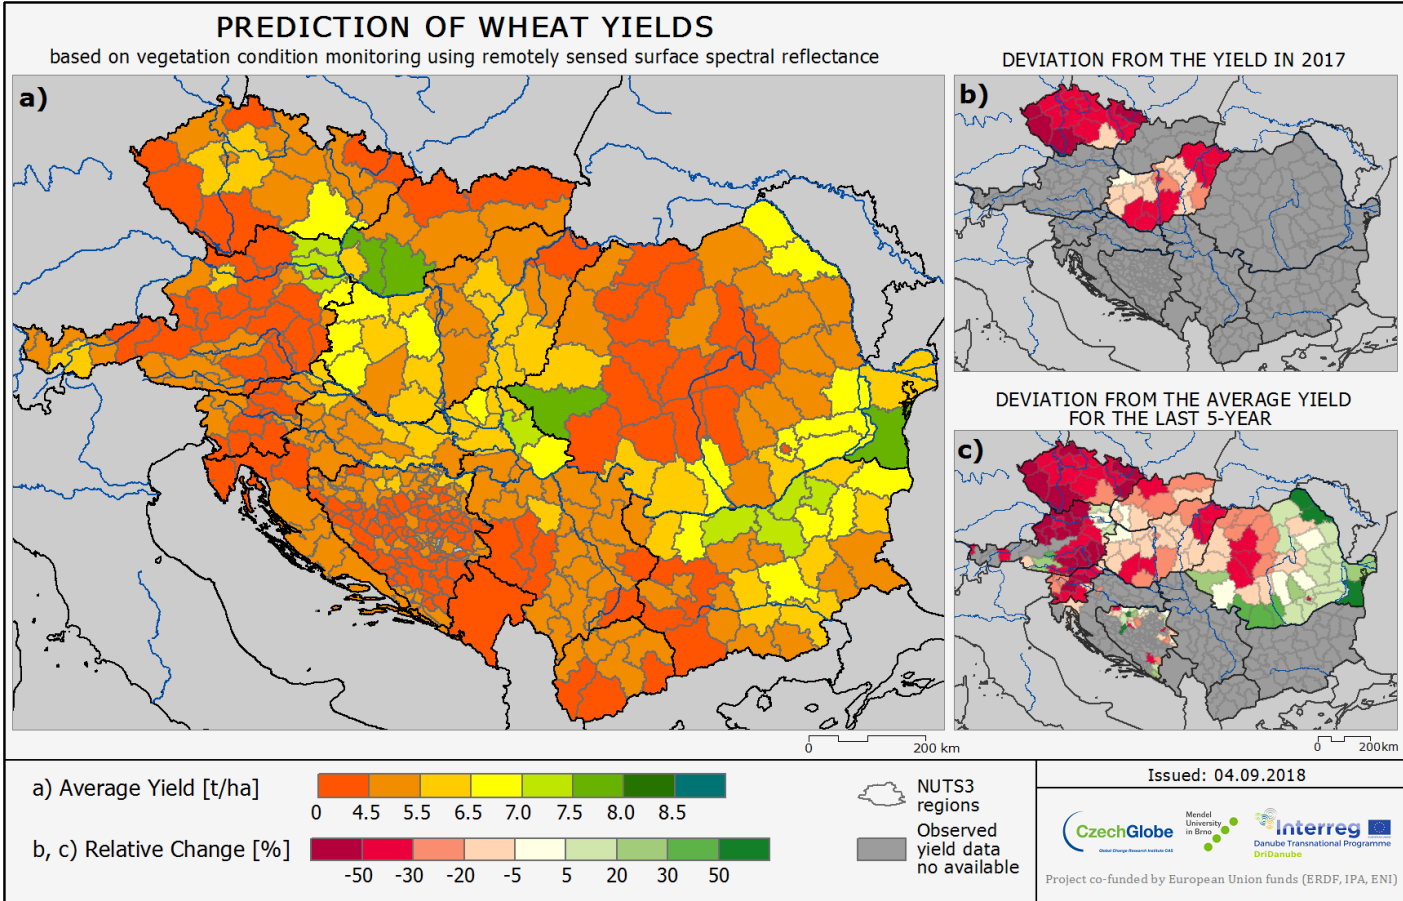 PREDICTION OF WHEAT YIELDS
based on vegetation condition monitoring using remotely sensed surface spectral reflectance
a)
0 200 km
DEVIATION FROM THE YIELD IN 2017
b)
DEVIATION FROM THE AVERAGE YIELD
FOR THE LAST 5-YEAR
c)
0 200km
a) Average Yield [t/ha]
0 4.5 5.5 6.5 7.0 7.5 8.0 8.5
b, c) Relative Change [%]
-50 -30 -20 -5 5 20 30 50
NUTS3
regions
Observed
yield data
no available
Issued: 04.09.2018
CzechGlobe
Global Change Research Institute CAS
Mendel
University
in Brno
Interreg
Danube Transnational Programme
DriDanube
Project co-funded by European Union funds (ERDF, IPA, ENI)